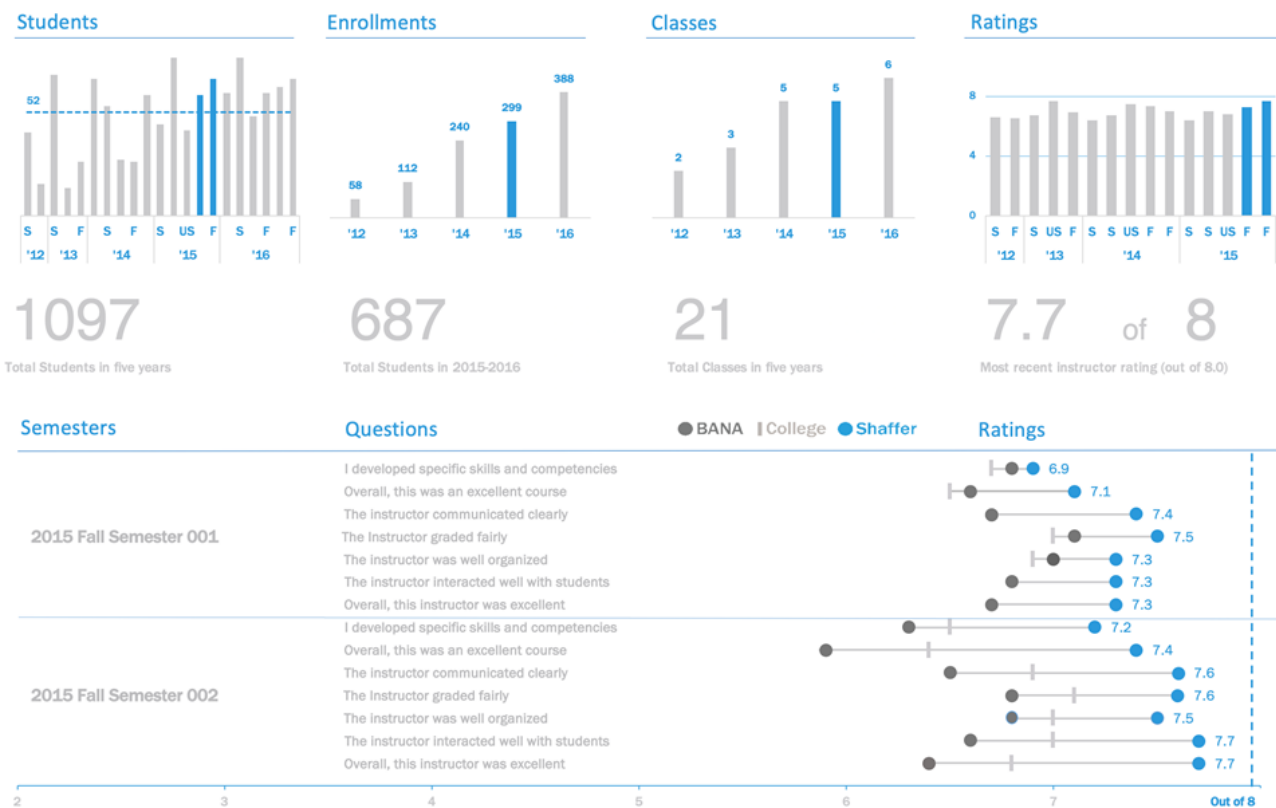 Students
Enrollments
Classes
Ratings
52
S S F S F S US F S F F
'12 '13 '14 '15 '16
58 112 240 299 388
'12 '13 '14 '15 '16
2 3 5 5 6
'12 '13 '14 '15 '16
8
4
0
S F S US F S S US F F S S US F F
'12 '13 '14 '15
1097
Total Students in five years
687
Total Students in 2015-2016
21
Total Classes in five years
7.7 of 8
Most recent instructor rating (out of 8.0)
Semesters
Questions
BANA College Shaffer
Ratings
2015 Fall Semester 001
I developed specific skills and competencies 6.9
Overall, this was an excellent course 7.1
The instructor communicated clearly 7.4
The Instructor graded fairly 7.5
The instructor was well organized 7.3
The instructor interacted well with students 7.3
Overall, this instructor was excellent 7.3
2015 Fall Semester 002
I developed specific skills and competencies 7.2
Overall, this was an excellent course 7.4
The instructor communicated clearly 7.6
The Instructor graded fairly 7.6
The instructor was well organized 7.5
The instructor interacted well with students 7.7
Overall, this instructor was excellent 7.7
2 3 4 5 6 7 Out of 8